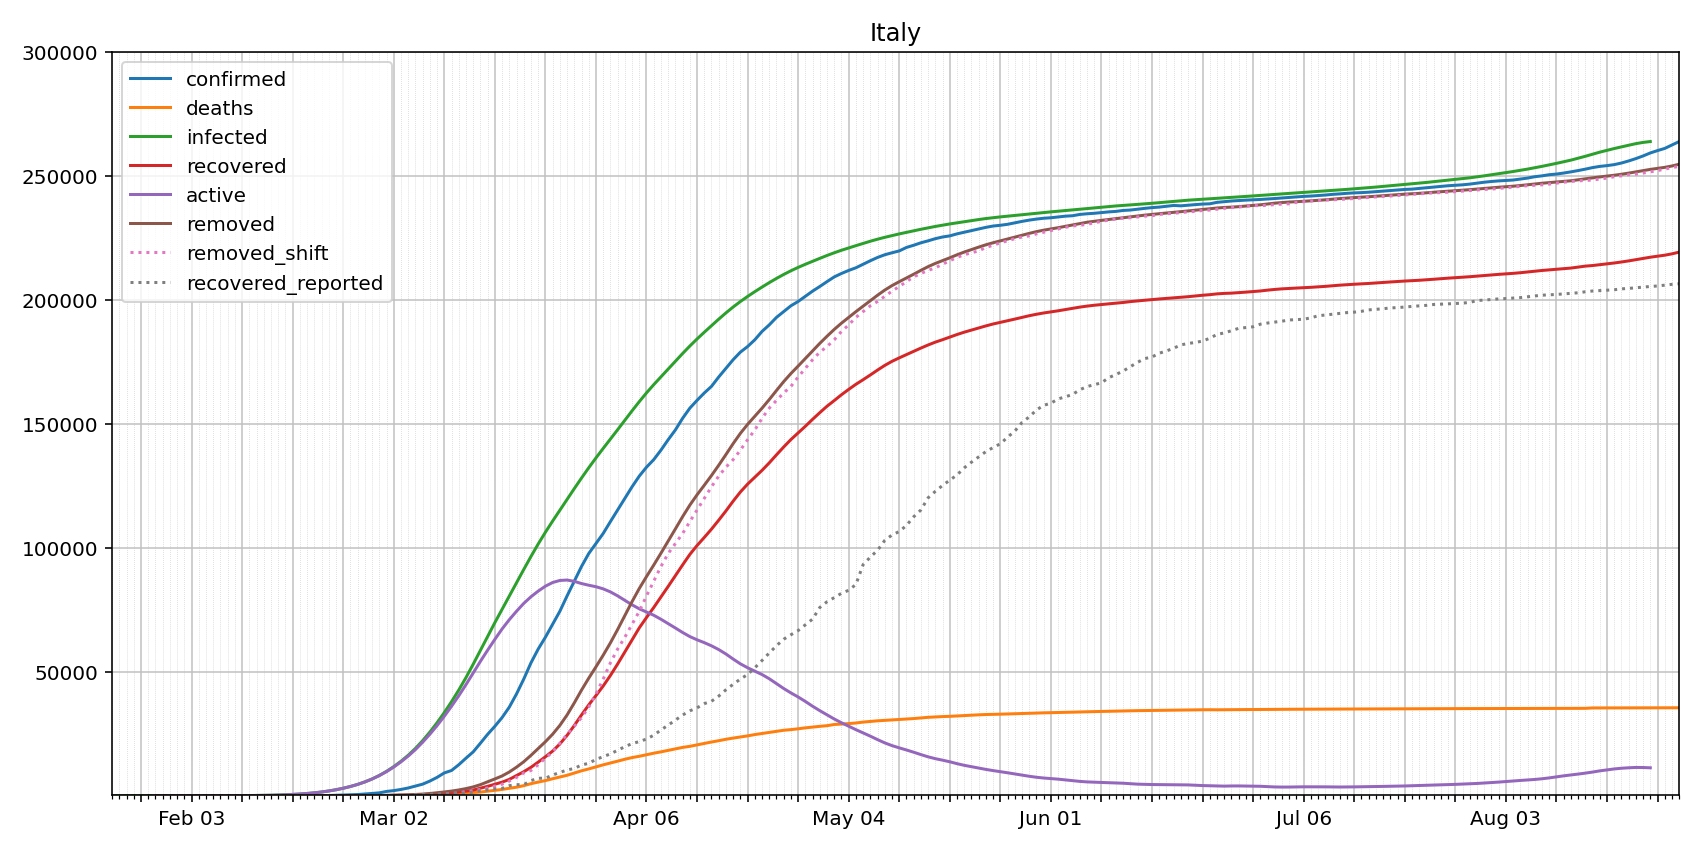 Italy
300000
250000
200000
150000
100000
50000
confirmed
deaths
infected
recovered
active
removed
removed_shift
recovered_reported
Feb 03
Mar 02
Apr 06
May 04
Jun 01
Jul 06
Aug 03